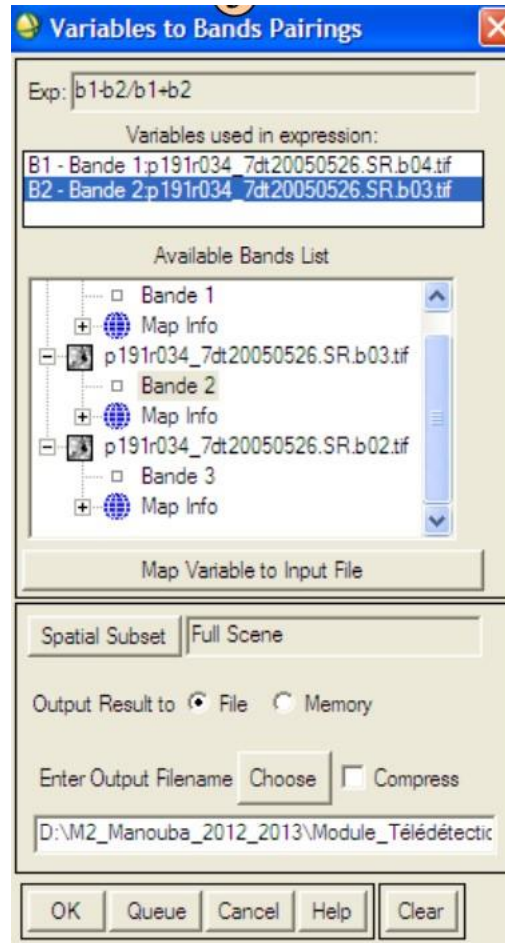 Variables to Bands Pairings
Exp: b1-b2/b1+b2
Variables used in expression:
B1 - Bande 1:p191r034_7dt20050526.SR.b04.tif
B2 - Bande 2:p191r034_7dt20050526.SR.b03.tif
Available Bands List
Bande 1
Map Info
p191r034_7dt20050526.SR.b03.tif
Bande 2
Map Info
p191r034_7dt20050526.SR.b02.tif
Bande 3
Map Info
Map Variable to Input File
Spatial Subset Full Scene
Output Result to File Memory
Enter Output Filename Choose Compress
D:\M2_Manouba_2012_2013\Module_Télédétectic
OK Queue Cancel Help Clear